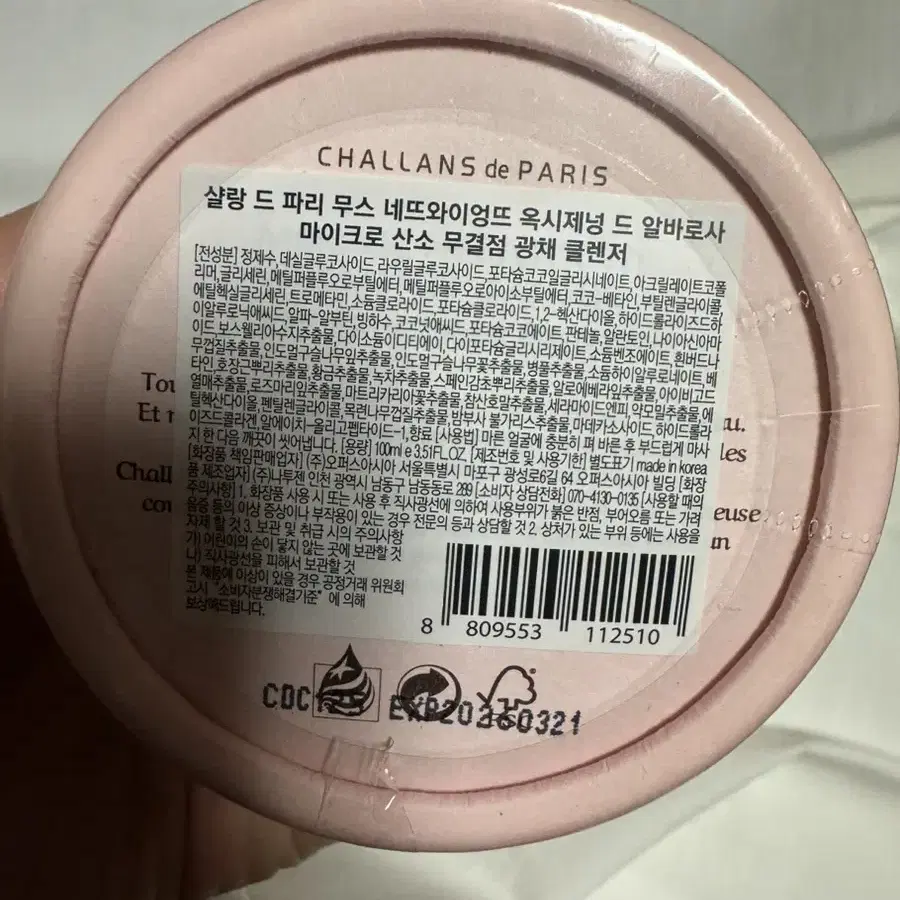 CHALLANS de PARIS
샬랑 드 파리 무스 네뜨와이엉뜨 옥시제넝 드 알바로사
마이크로 산소 무결점 광채 클렌저
[전성분] 정제수, 데실글루코사이드, 라우릴글루코사이드, 포타슘코코일글리시네이트, 아크릴레이트코폴
리머, 글리세린, 메틸퍼플루오로부틸에터, 메틸퍼플루오로아이소부틸에터, 코코-베타인, 부틸렌글라이콜,
에틸헥실글리세린, 트로메타민, 소듐클로라이드, 포타슘클로라이드, 1,2-헥산다이올, 하이드롤라이즈드하
이알루로닉애씨드, 알파-알부틴, 빙하수, 코코넛애씨드, 포타슘코코에이트, 판테놀, 알란토인, 나이아신아마
이드, 보스웰리아수지추출물, 다이소듐이디티에이, 다이포타슘글리시리제이트, 소듐벤조에이트, 흰버드나
무껍질추출물, 인도멀구슬나무잎추출물, 인도멀구슬나무꽃추출물, 병풀추출물, 소듐하이알루로네이트, 베
타인, 호장근뿌리추출물, 황금추출물, 녹차추출물, 스페인감초뿌리추출물, 알로에베라잎추출물, 아이비고드
열매추출물, 로즈마리잎추출물, 마트리카리아꽃추출물, 참산호말추출물, 세라마이드엔피, 약모밀추출물, 에
틸헥산다이올, 펜틸렌글라이콜, 목련나무껍질추출물, 밤부사 불가리스추출물, 마데카소사이드, 하이드롤라
이즈드콜라겐, 알에이치-올리고펩타이드-1, 향료 [사용법] 마른 얼굴에 충분히 펴 바른 후 부드럽게 마사
지 한 다음 깨끗이 씻어냅니다. [용량] 100ml e 3.51FL.OZ. [제조번호 및 사용기한] 별도표기 made in korea
[화장품 책임판매업자] (주)오퍼스아시아 서울특별시 마포구 광성로6길 64 오퍼스아시아 빌딩 [화장
품 제조업자] (주)나투젠 인천 광역시 남동구 남동동로 289 [소비자 상담전화] 070-4130-0135 [사용할 때의
주의사항] 1. 화장품 사용 시 또는 사용 후 직사광선에 의하여 사용부위가 붉은 반점, 부어오름 또는 가려
움증 등의 이상 증상이나 부작용이 있는 경우 전문의 등과 상담할 것 2. 상처가 있는 부위 등에는 사용을
자제 할 것 3. 보관 및 취급 시의 주의사항
가) 어린이의 손이 닿지 않는 곳에 보관할 것
나) 직사광선을 피해서 보관할 것
본 제품에 이상이 있을 경우 공정거래 위원회
고시 "소비자분쟁해결기준" 에 의해
보상해드립니다.
8 809553 112510
Tou
Et
u.
les
Chall
con
euse
un
EXP20260321